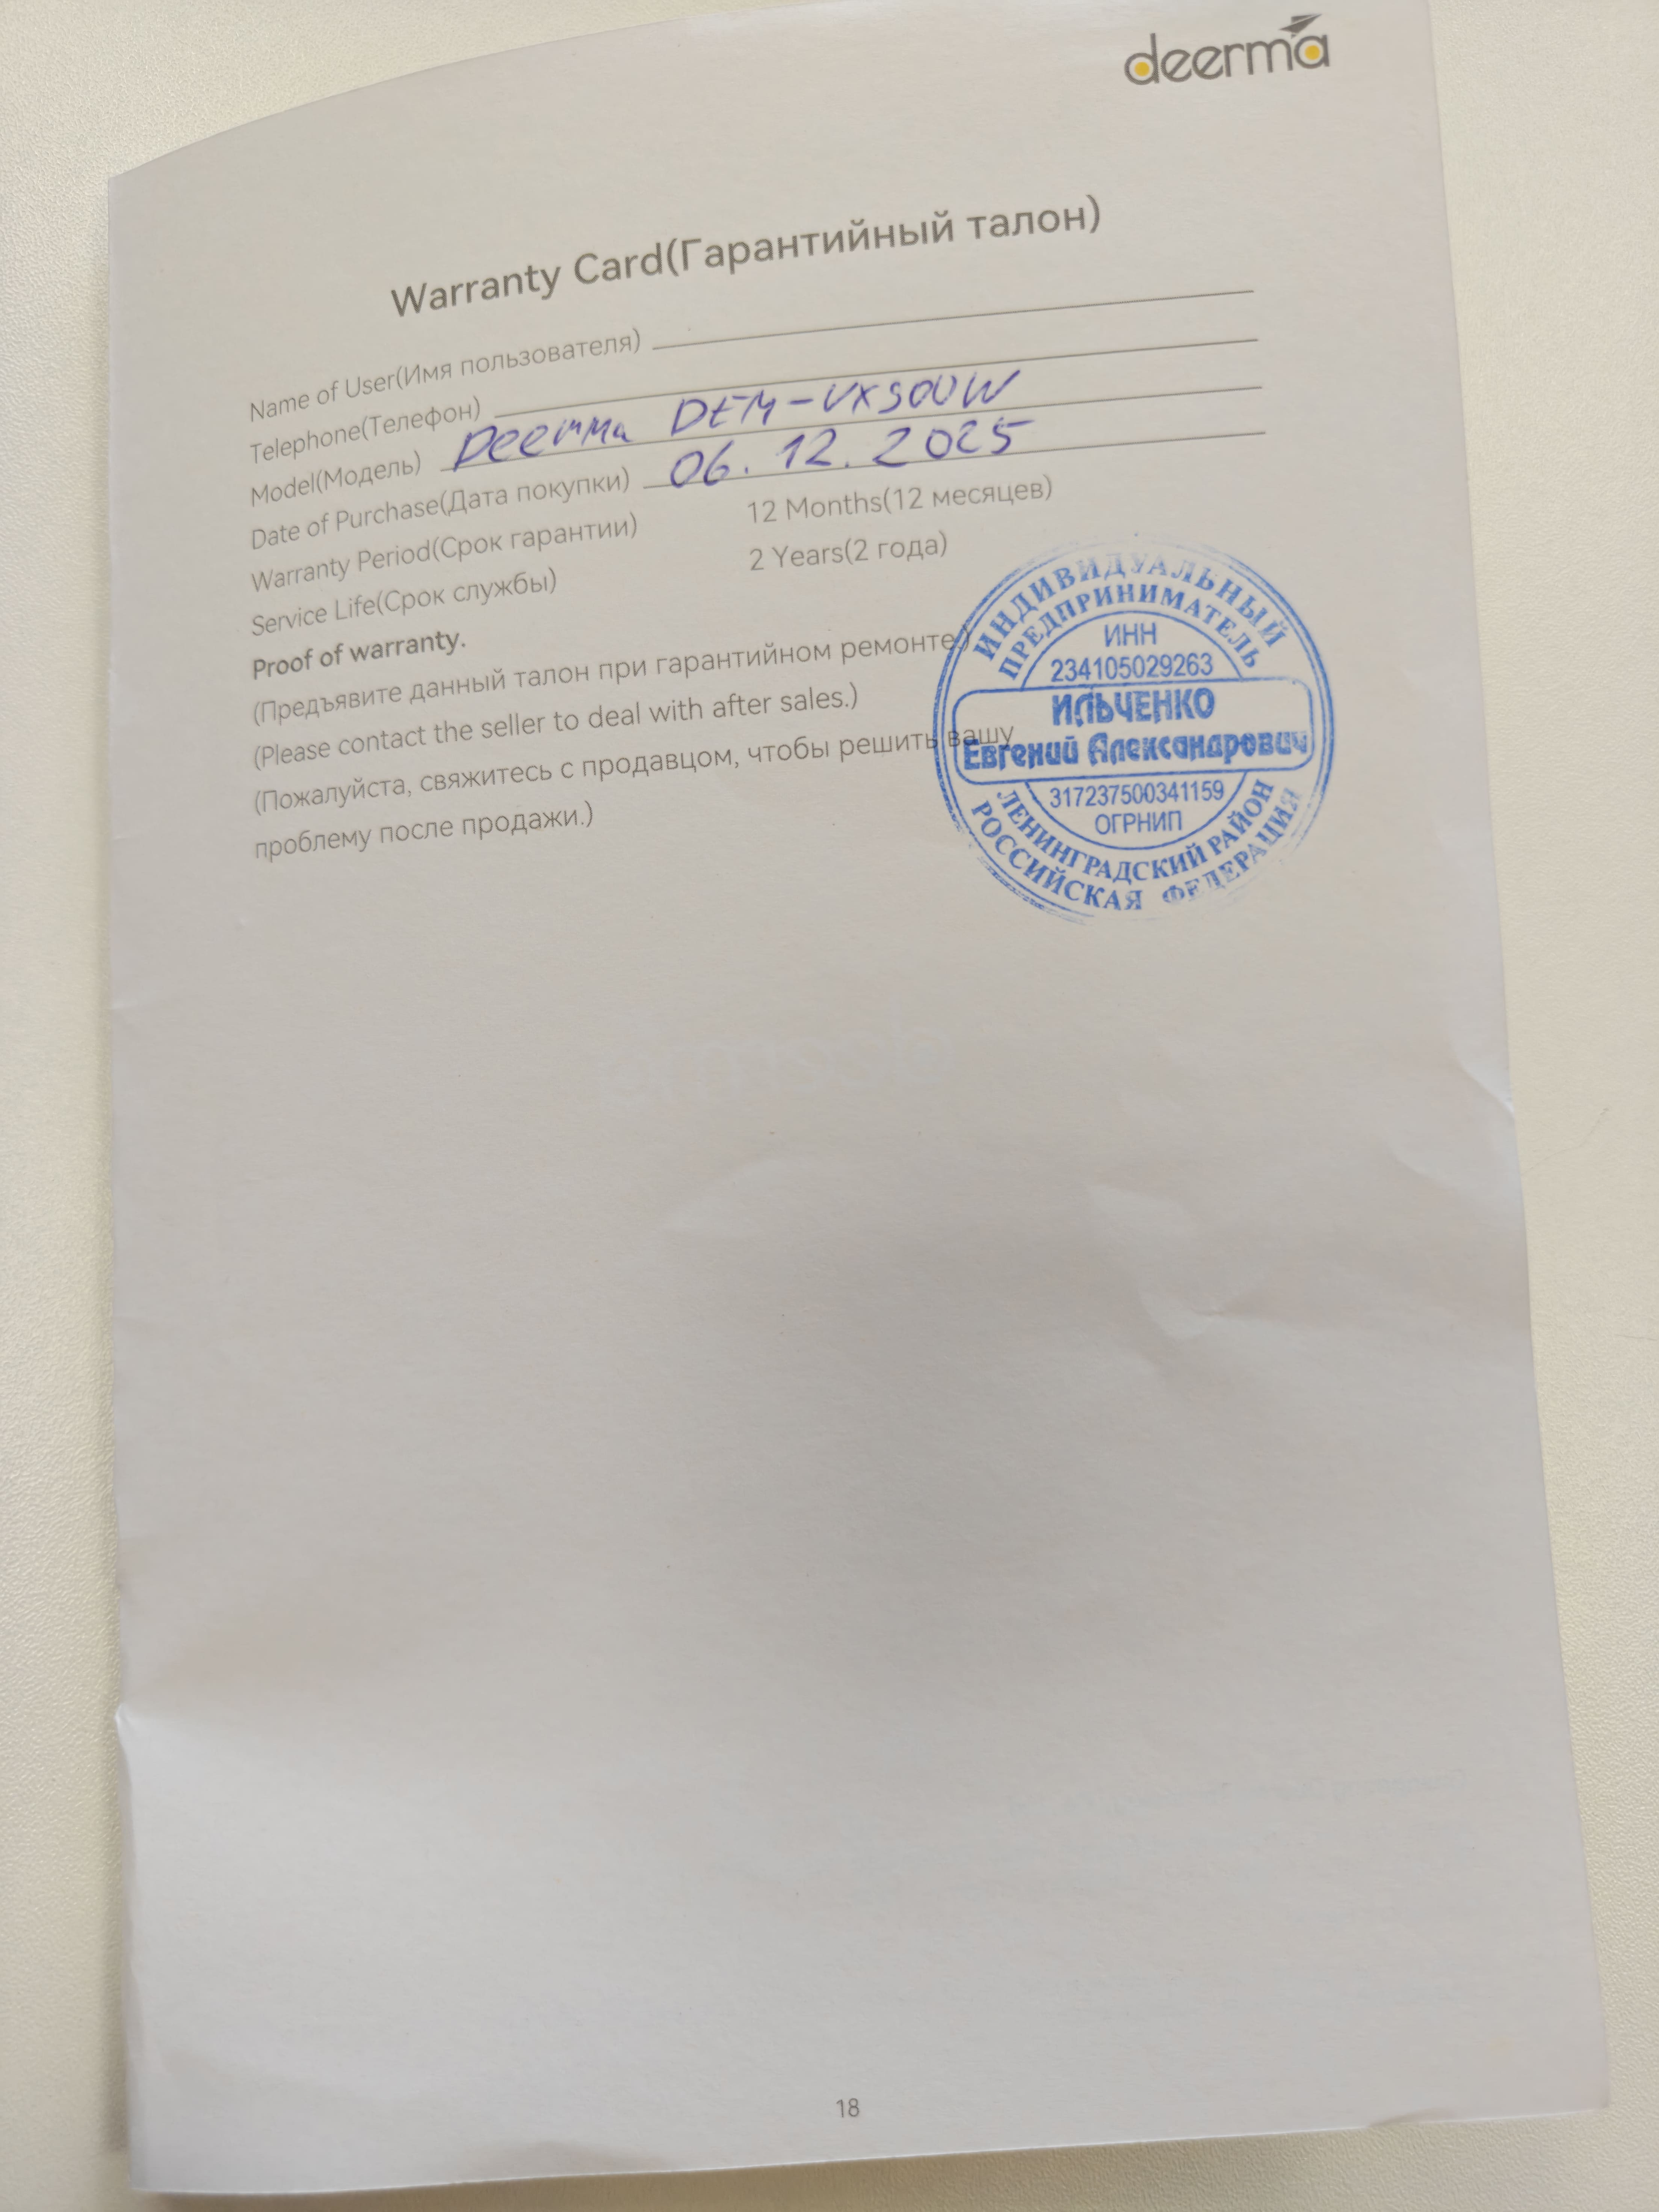 deerma
Warranty Card(Гарантийный талон)
Name of User(Имя пользователя)
Telephone(Телефон)
Model(Модель) Deerma DEM-VX900W
Date of Purchase(Дата покупки) 06.12.2025
Warranty Period(Срок гарантии) 12 Months(12 месяцев)
Service Life(Срок службы) 2 Years(2 года)
Proof of warranty.
(Предъявите данный талон при гарантийном ремонте.)
(Please contact the seller to deal with after sales.)
(Пожалуйста, свяжитесь с продавцом, чтобы решить вашу
проблему после продажи.)
ИНДИВИДУАЛЬНЫЙ
ПРЕДПРИНИМАТЕЛЬ
ИНН
234105029263
ИЛЬЧЕНКО
Евгений Александрович
317237500341159
ОГРНИП
ЛЕНИНГРАДСКИЙ РАЙОН
РОССИЙСКАЯ ФЕДЕРАЦИЯ
18